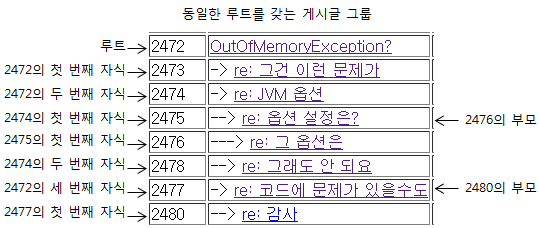 동일한 루트를 갖는 게시글 그룹
루트 2472 OutOfMemoryException?
2472의 첫 번째 자식 2473 -> re: 그건 이런 문제가
2472의 두 번째 자식 2474 -> re: JVM 옵션
2474의 첫 번째 자식 2475 --> re: 옵션 설정은? 2476의 부모
2475의 첫 번째 자식 2476 ---> re: 그 옵션은
2474의 두 번째 자식 2478 --> re: 그래도 안 되요
2472의 세 번째 자식 2477 -> re: 코드에 문제가 있을수도 2480의 부모
2477의 첫 번째 자식 2480 --> re: 감사